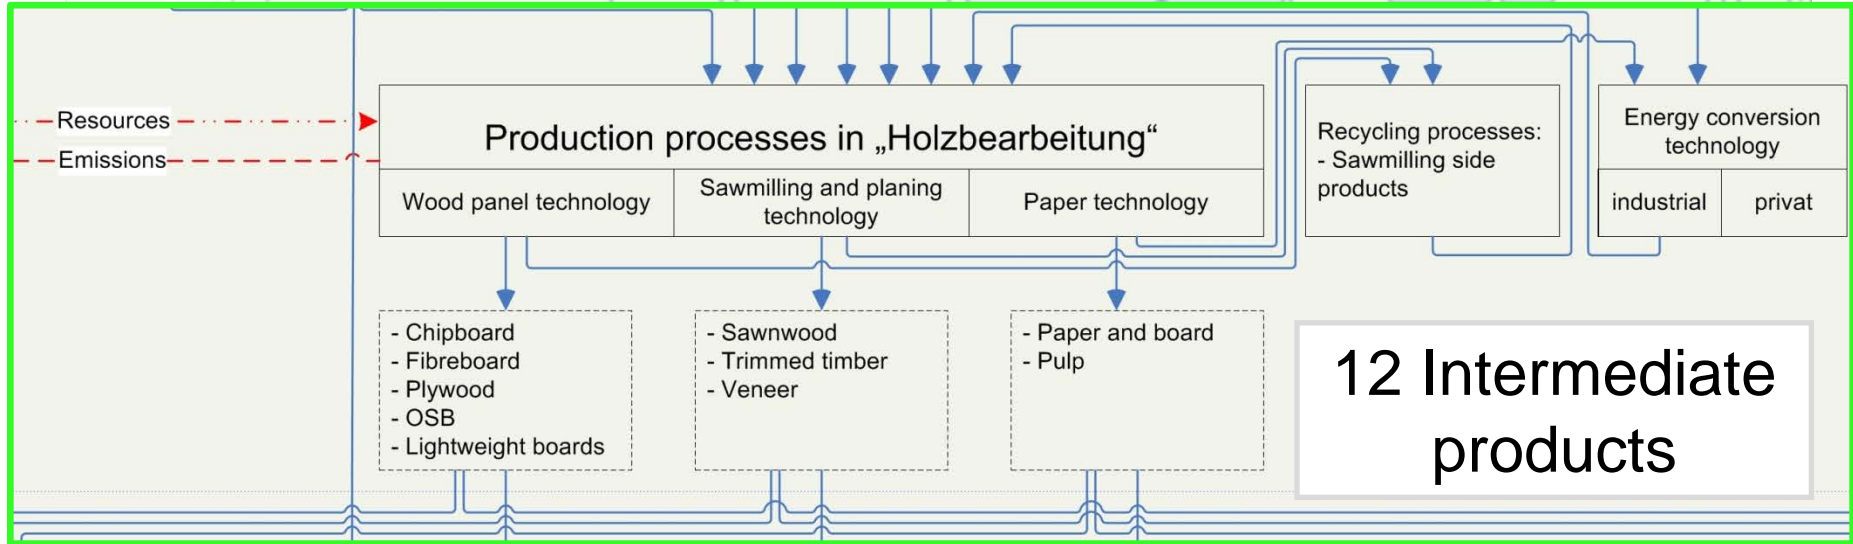 Resources
Emissions
Production processes in „Holzbearbeitung“
Wood panel technology
Sawmilling and planing
technology
Paper technology
Recycling processes:
- Sawmilling side
products
Energy conversion
technology
industrial
privat
- Chipboard
- Fibreboard
- Plywood
- OSB
- Lightweight boards
- Sawnwood
- Trimmed timber
- Veneer
- Paper and board
- Pulp
12 Intermediate
products